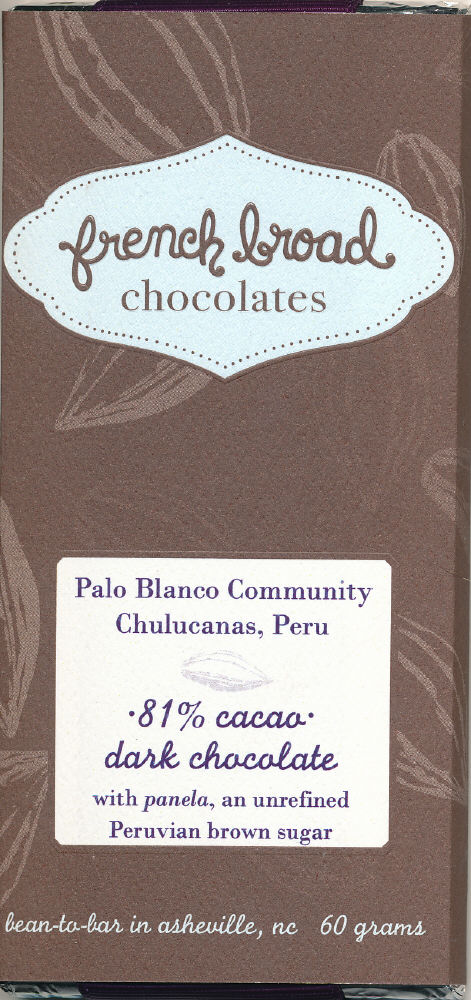 french broad
chocolates
Palo Blanco Community
Chulucanas, Peru
·81% cacao·
dark chocolate
with panela, an unrefined
Peruvian brown sugar
bean-to-bar in asheville, nc 60 grams